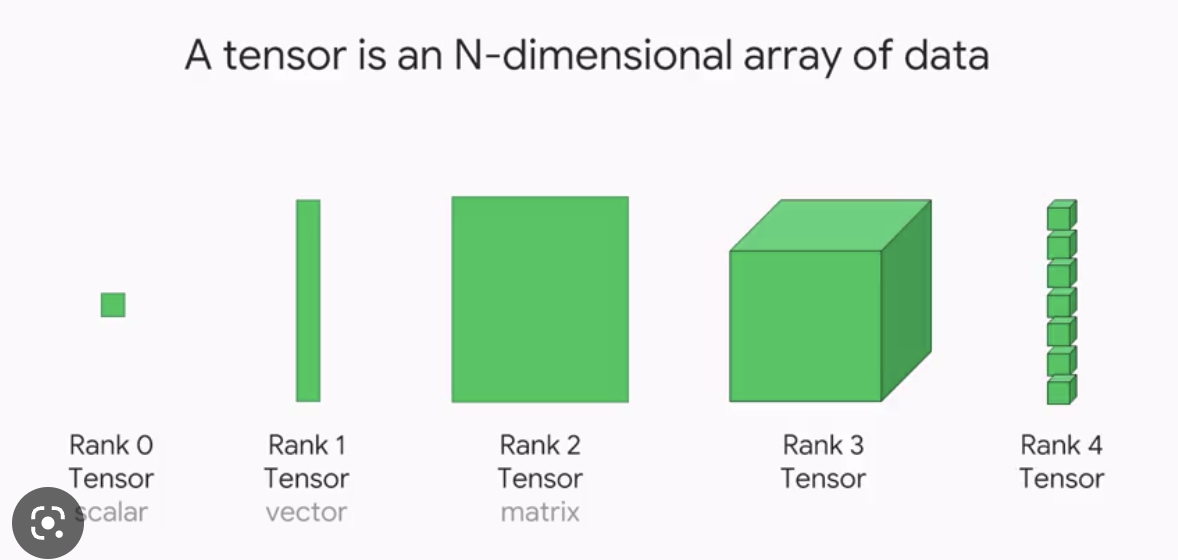 A tensor is an N-dimensional array of data
Rank 0
Tensor
scalar
Rank 1
Tensor
vector
Rank 2
Tensor
matrix
Rank 3
Tensor
Rank 4
Tensor